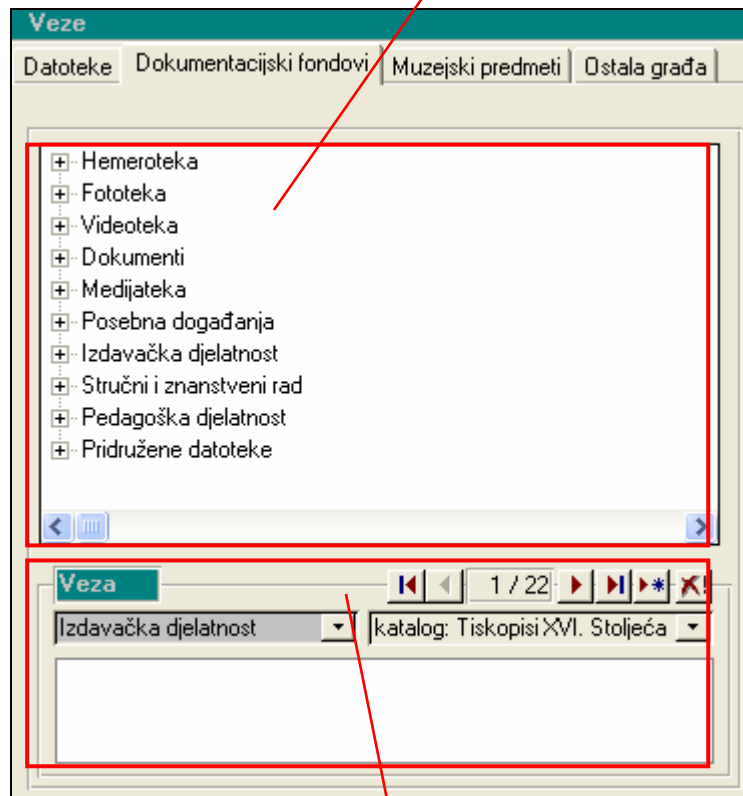 Veze
Datoteke Dokumentacijski fondovi Muzejski predmeti Ostala građa
Hemeroteka
Fototeka
Videoteka
Dokumenti
Medijateka
Posebna događanja
Izdavačka djelatnost
Stručni i znanstveni rad
Pedagoška djelatnost
Pridružene datoteke
Veza 1 / 22
Izdavačka djelatnost katalog: Tiskopisi XVI. Stoljeća